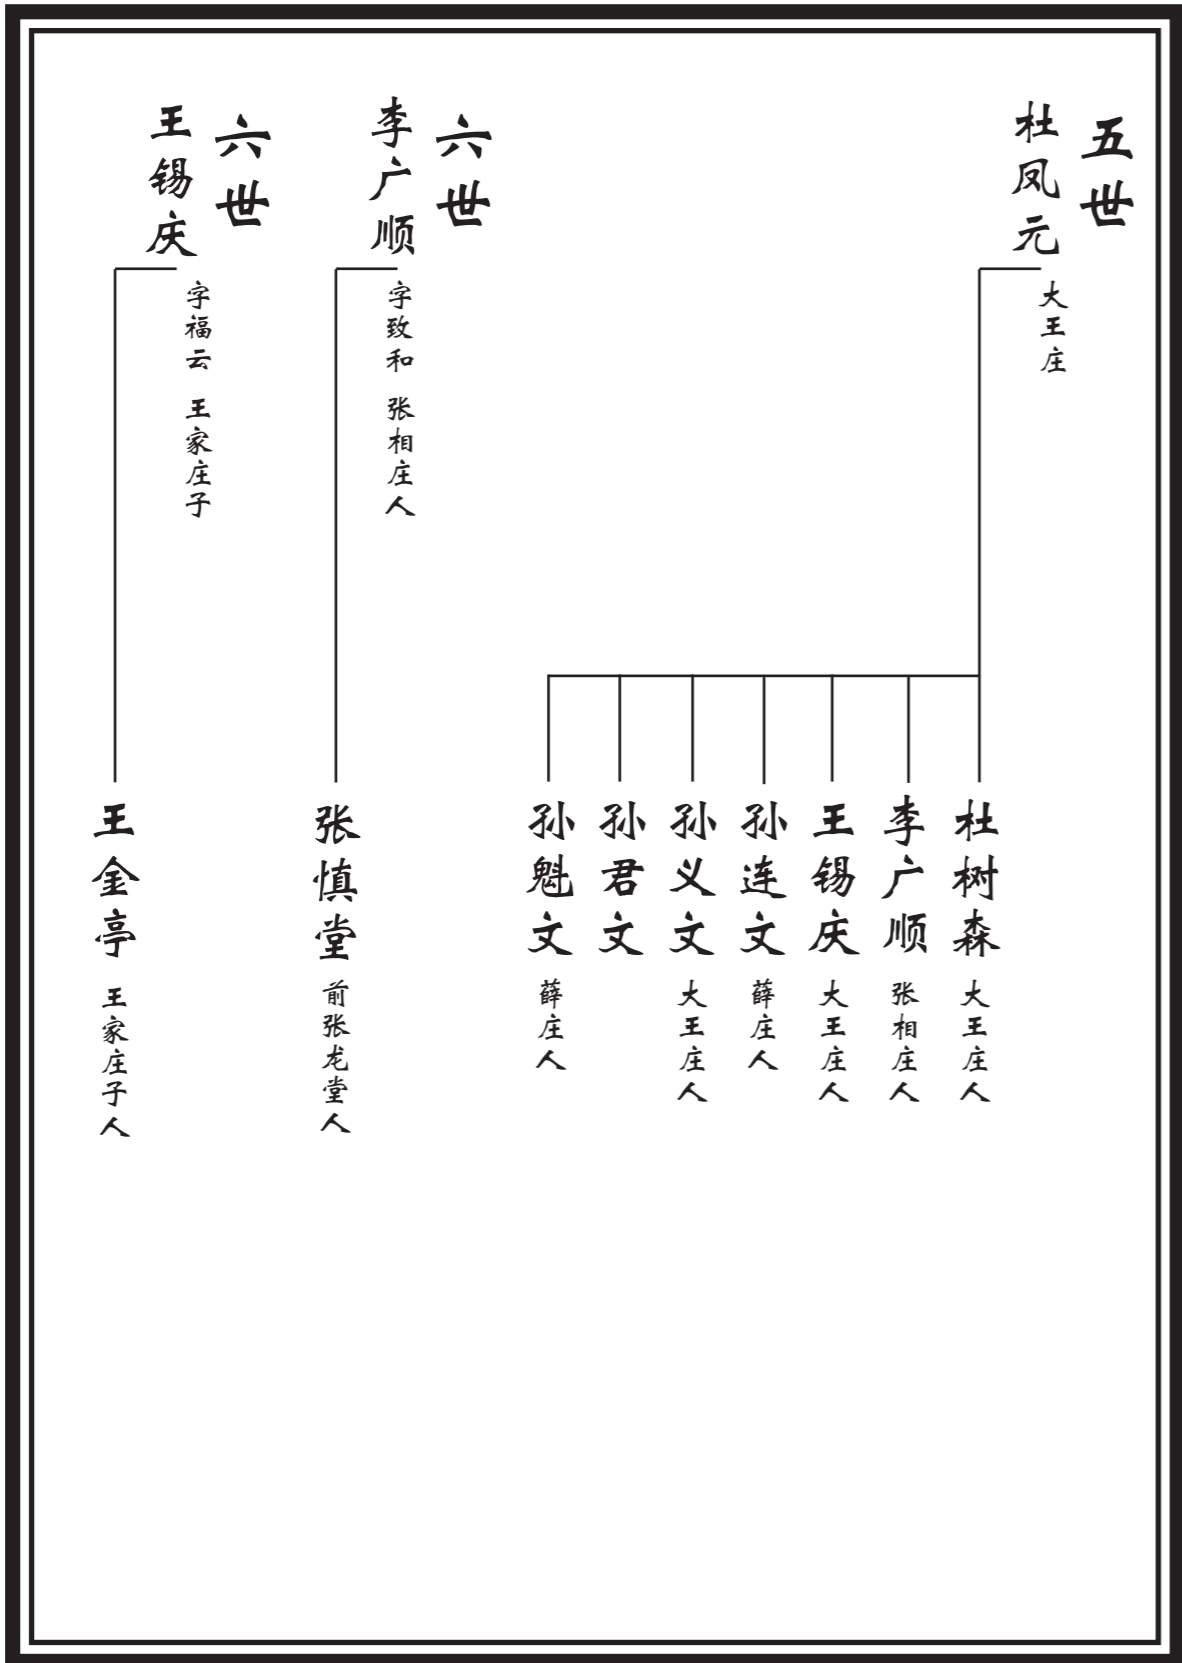 五世
杜凤元
大王庄
杜树森
大王庄人
李广顺
张相庄人
王锡庆
大王庄人
孙连文
薛庄人
孙义文
大王庄人
孙君文
孙魁文
薛庄人
六世
李广顺
字致和 张相庄人
张慎堂
前张龙堂人
六世
王锡庆
字福云 王家庄子
王金亭
王家庄子人